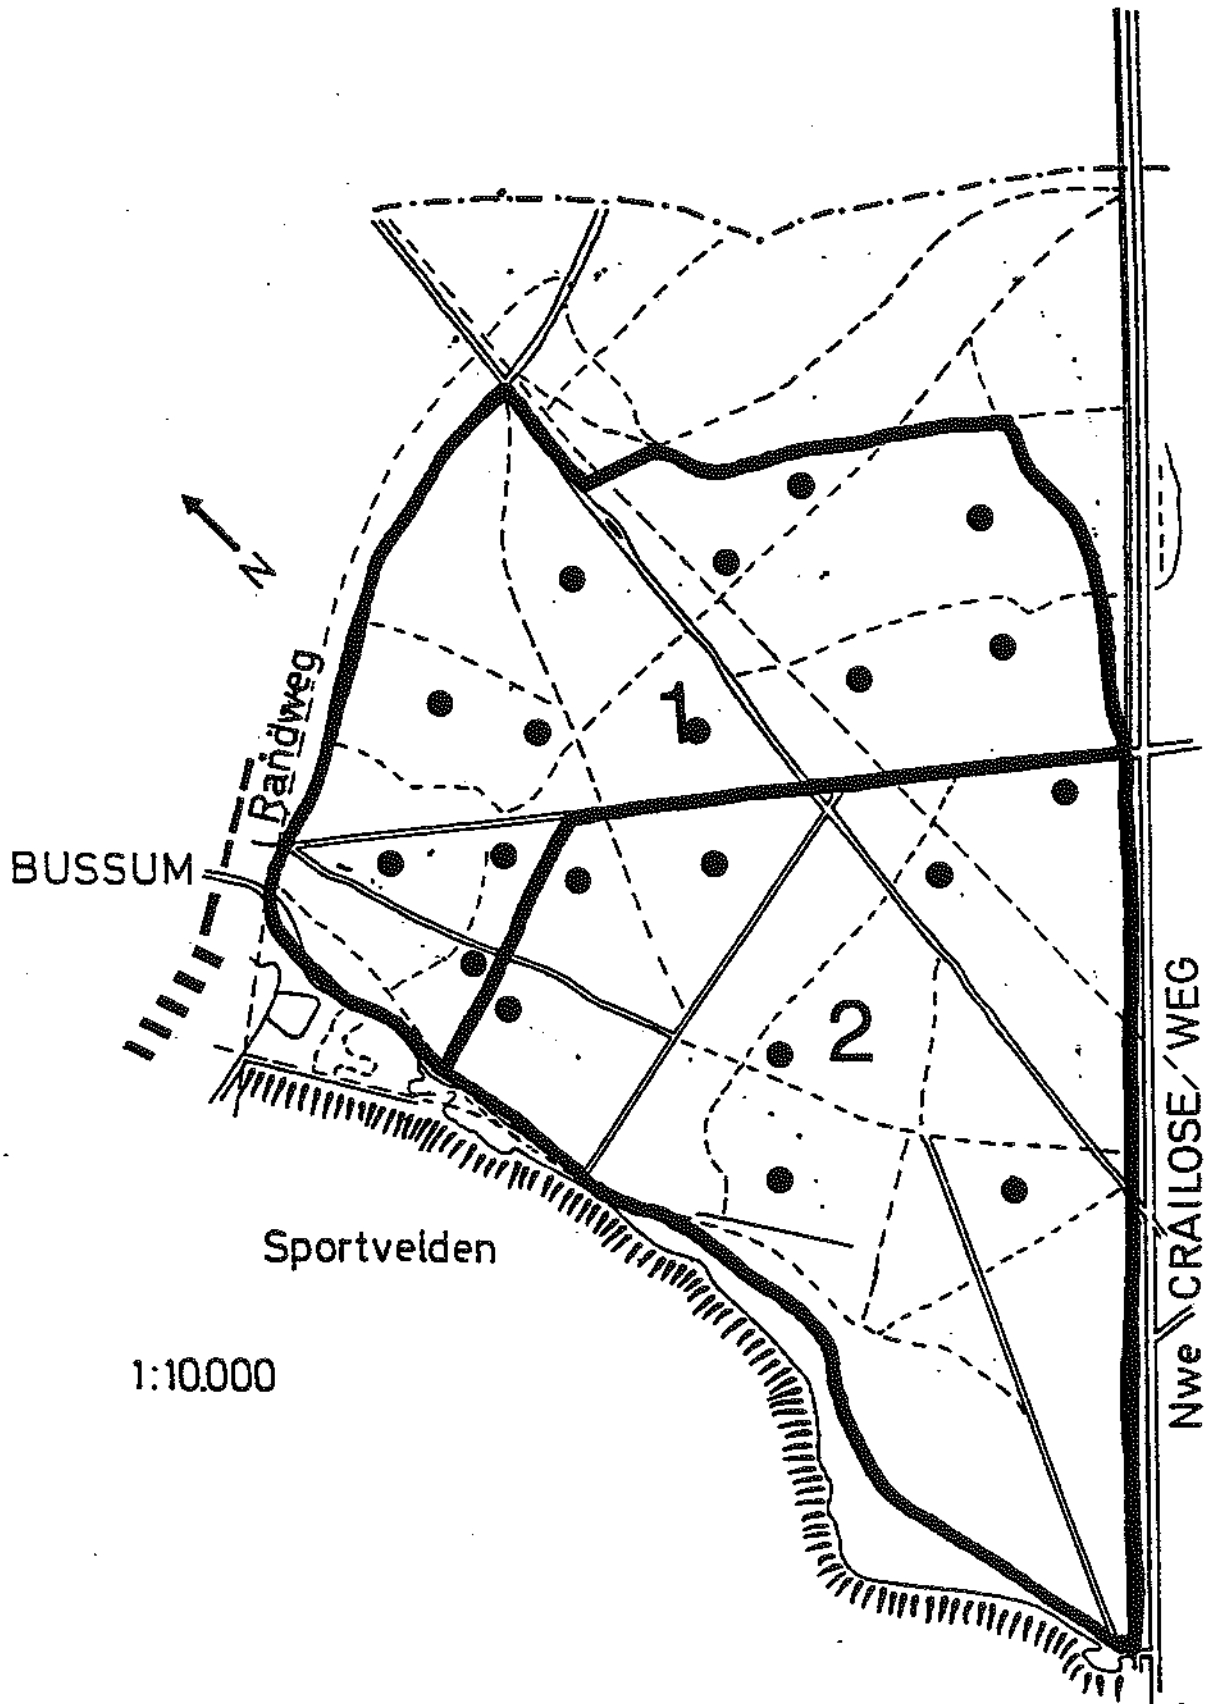 N
Randweg
1
BUSSUM
2
Nwe CRAILOSE WEG
Sportvelden
1:10.000